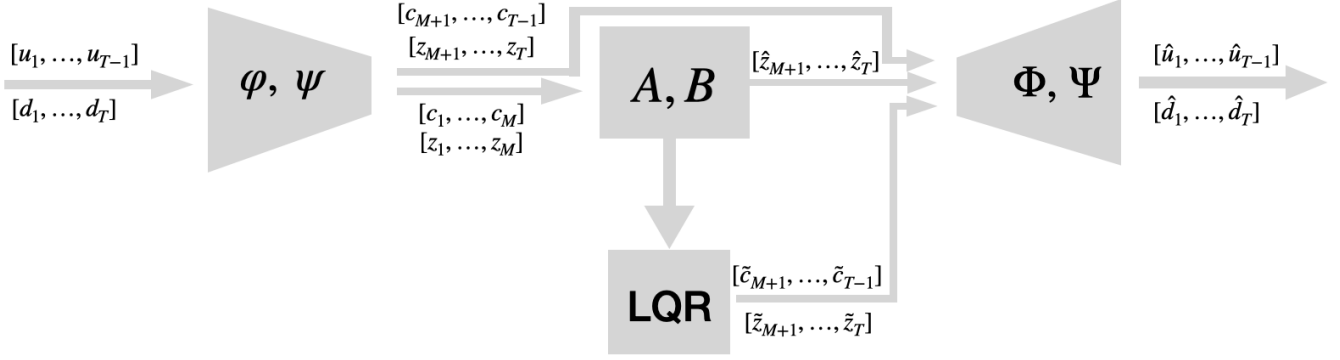 [c_{M+1}, …, c_{T−1}]
[z_{M+1}, …, z_T]
[u_1, …, u_{T−1}]
[d_1, …, d_T]
φ, ψ
[c_1, …, c_M]
[z_1, …, z_M]
A, B
[ẑ_{M+1}, …, ẑ_T]
Φ, Ψ
[û_1, …, û_{T−1}]
[d̂_1, …, d̂_T]
LQR
[c̃_{M+1}, …, c̃_{T−1}]
[z̃_{M+1}, …, z̃_T]